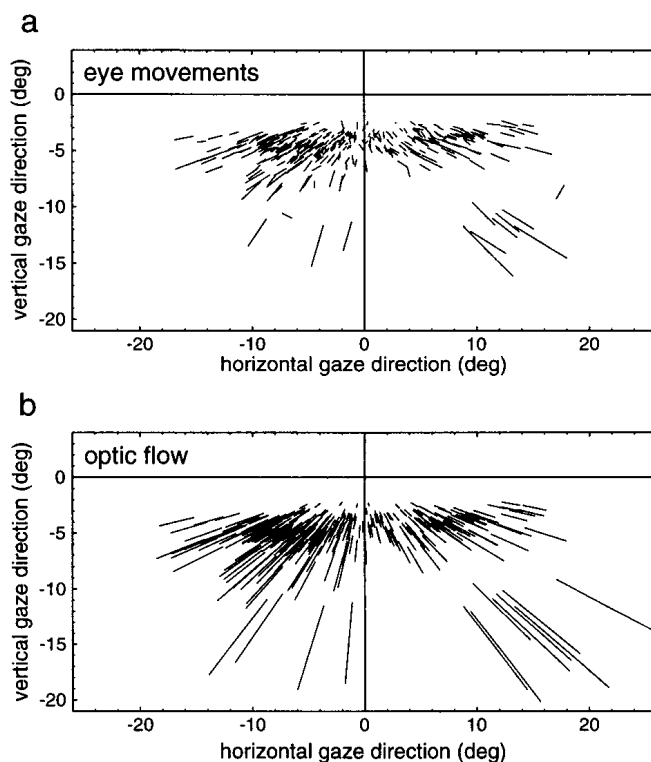 a
eye movements
vertical gaze direction (deg)
0
-5
-10
-15
-20
-20
-10
0
10
20
horizontal gaze direction (deg)
b
optic flow
vertical gaze direction (deg)
0
-5
-10
-15
-20
-20
-10
0
10
20
horizontal gaze direction (deg)